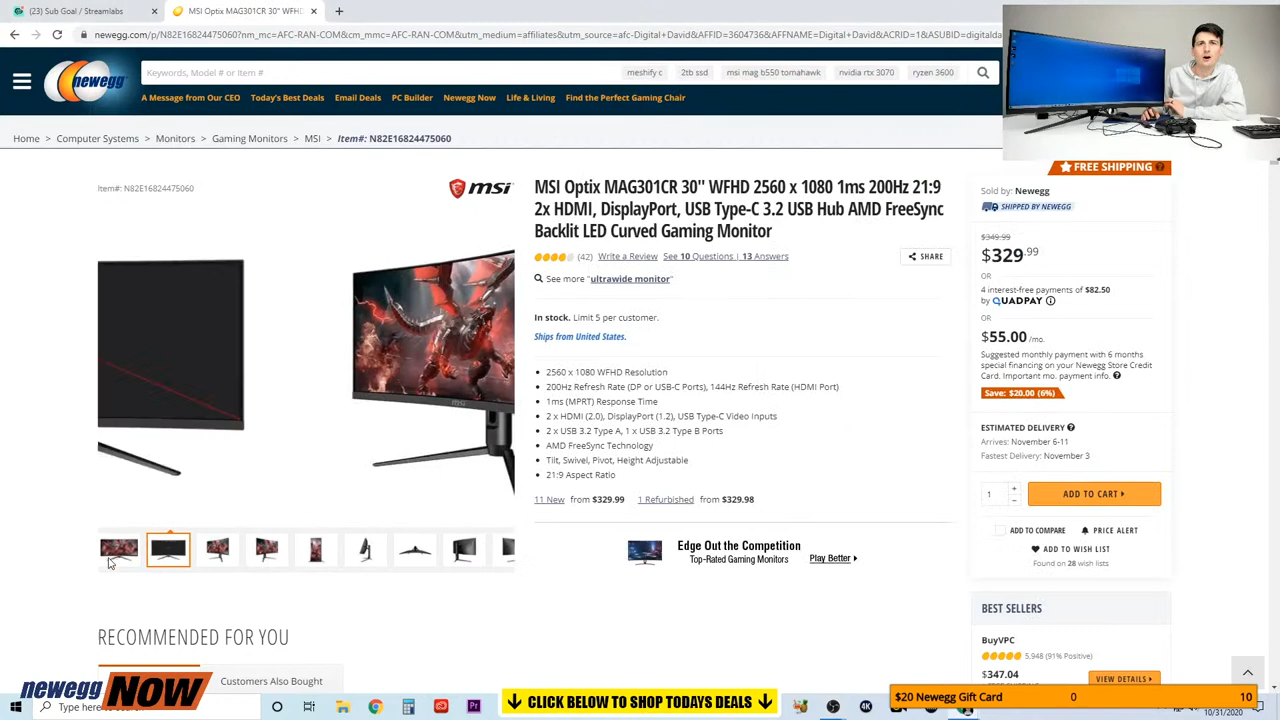 (23) Sub Goal / Streamlabs
MSI Optix MAG301CR 30" WFHD
newegg.com/p/N82E16824475060?nm_mc=AFC-RAN-COM&cm_mmc=AFC-RAN-COM&utm_medium=affiliates&utm_source=afc-Digital+David&AFFID=3604736&AFFNAME=Digital+David&ACRID=1&ASUBID=digitalda
newegg
Keywords, Model # or Item #
meshify c
2tb ssd
msi mag b550 tomahawk
nvidia rtx 3070
ryzen 3600
A Message from Our CEO
Today's Best Deals
Email Deals
PC Builder
Newegg Now
Life & Living
Find the Perfect Gaming Chair
Home > Computer Systems > Monitors > Gaming Monitors > MSI > Item#: N82E16824475060
FREE SHIPPING
Item#: N82E16824475060
msi
MSI Optix MAG301CR 30" WFHD 2560 x 1080 1ms 200Hz 21:9
2x HDMI, DisplayPort, USB Type-C 3.2 USB Hub AMD FreeSync
Backlit LED Curved Gaming Monitor
(42) Write a Review See 10 Questions | 13 Answers
SHARE
See more "ultrawide monitor"
In stock. Limit 5 per customer.
Ships from United States.
• 2560 x 1080 WFHD Resolution
• 200Hz Refresh Rate (DP or USB-C Ports), 144Hz Refresh Rate (HDMI Port)
• 1ms (MPRT) Response Time
• 2 x HDMI (2.0), DisplayPort (1.2), USB Type-C Video Inputs
• 2 x USB 3.2 Type A, 1 x USB 3.2 Type B Ports
• AMD FreeSync Technology
• Tilt, Swivel, Pivot, Height Adjustable
• 21:9 Aspect Ratio
11 New from $329.99 1 Refurbished from $329.98
Edge Out the Competition
Top-Rated Gaming Monitors
Play Better
Sold by: Newegg
SHIPPED BY NEWEGG
$349.99
$329.99
OR
4 interest-free payments of $82.50
by QUADPAY
OR
$55.00 /mo.
Suggested monthly payment with 6 months
special financing on your Newegg Store Credit
Card. Important mo. payment info.
Save: $20.00 (6%)
ESTIMATED DELIVERY
Arrives: November 6-11
Fastest Delivery: November 3
1
ADD TO CART
ADD TO COMPARE
PRICE ALERT
ADD TO WISH LIST
Found on 28 wish lists
BEST SELLERS
BuyVPC
5,948 (91% Positive)
$347.04
VIEW DETAILS
RECOMMENDED FOR YOU
Customers Also Bought
newegg NOW
Type here to
CLICK BELOW TO SHOP TODAYS DEALS
$20 Newegg Gift Card
0
10
10/31/2020